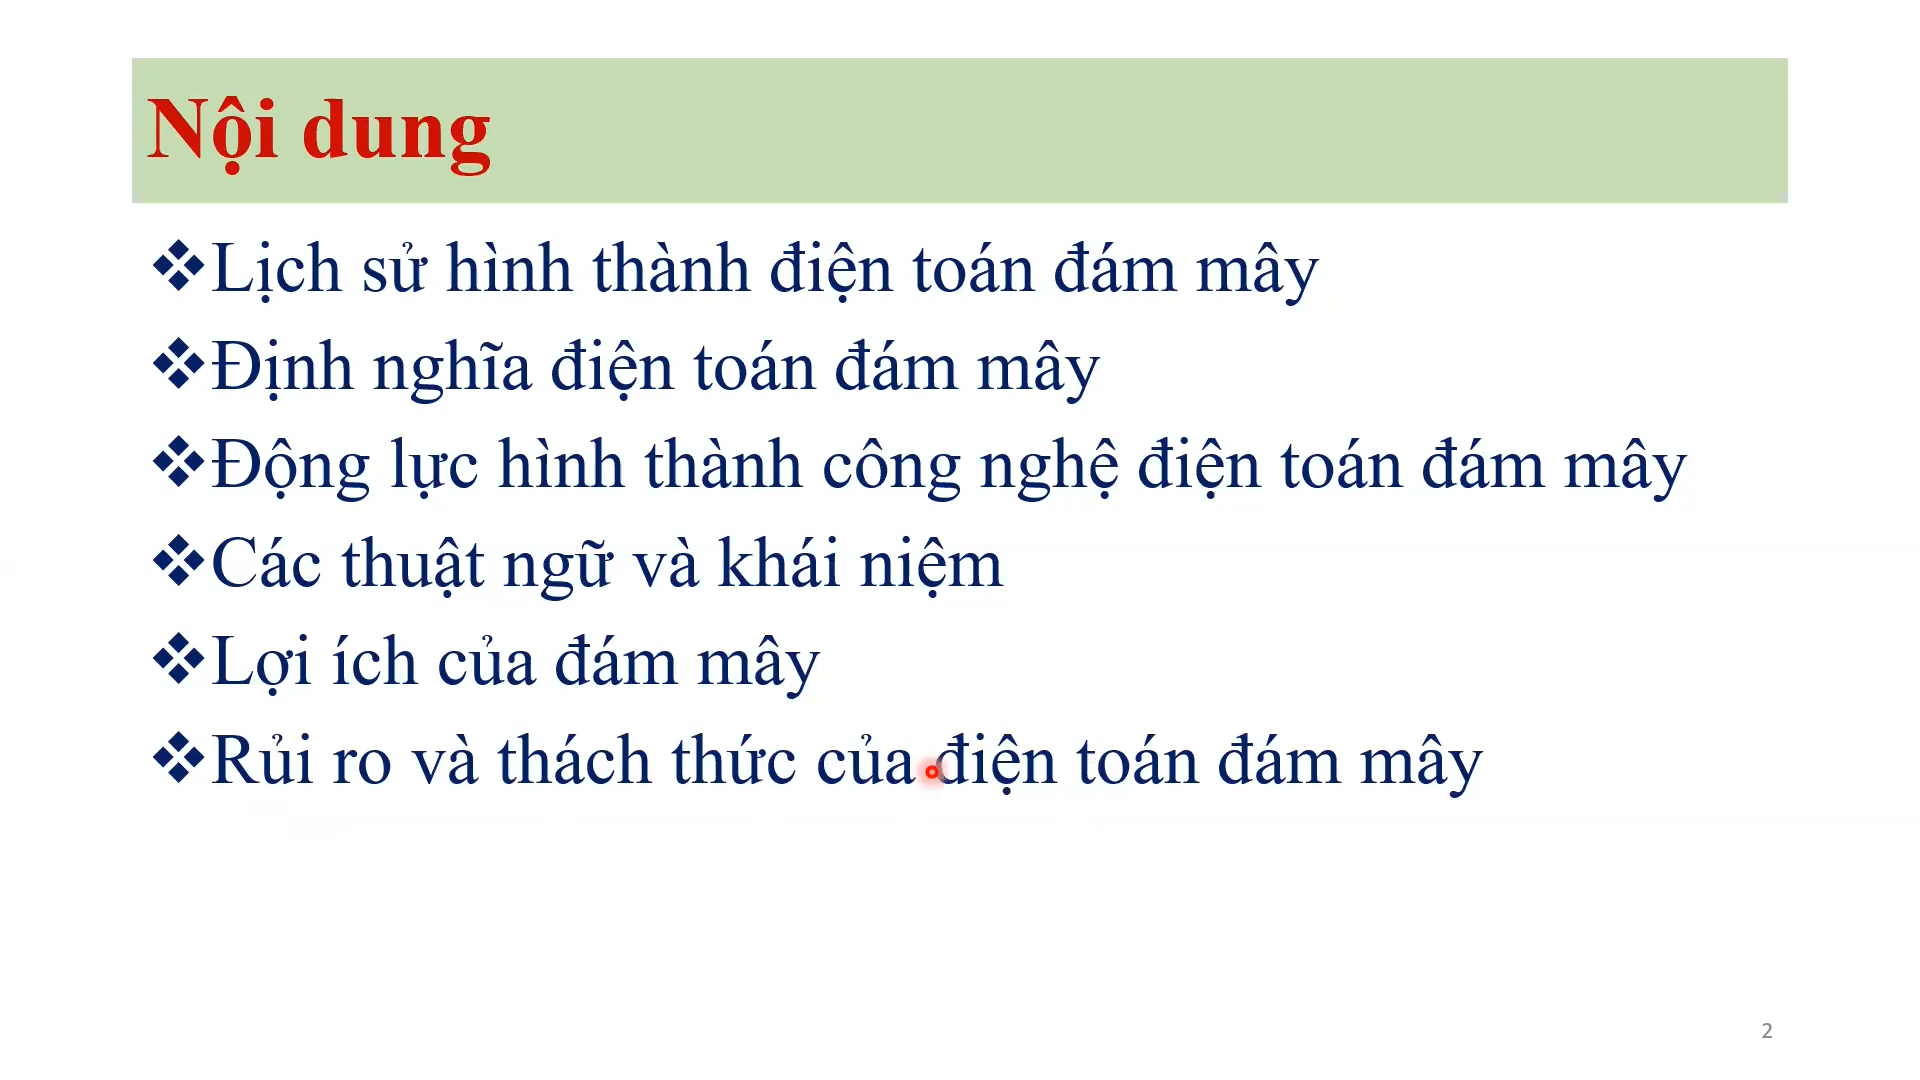 Nội dung
❖Lịch sử hình thành điện toán đám mây
❖Định nghĩa điện toán đám mây
❖Động lực hình thành công nghệ điện toán đám mây
❖Các thuật ngữ và khái niệm
❖Lợi ích của đám mây
❖Rủi ro và thách thức của điện toán đám mây
2